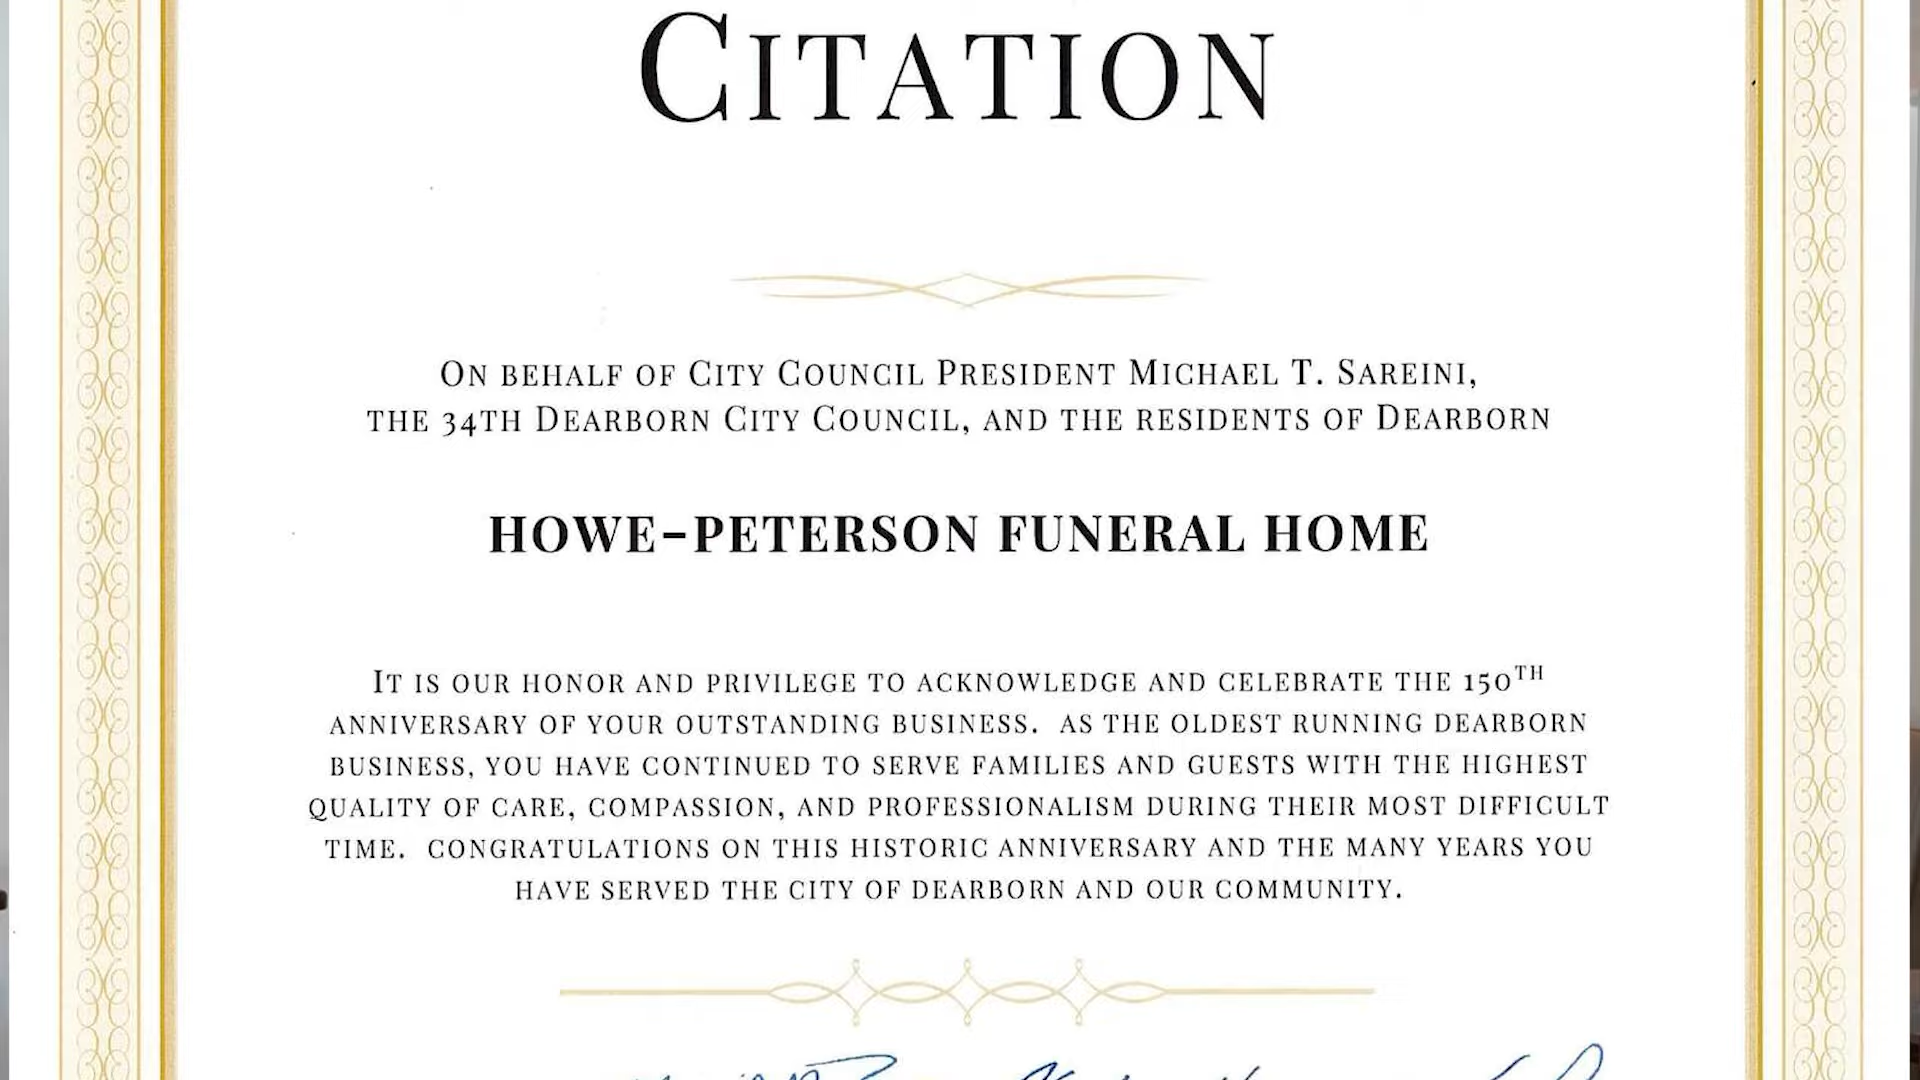 CITATION
ON BEHALF OF CITY COUNCIL PRESIDENT MICHAEL T. SAREINI,
THE 34TH DEARBORN CITY COUNCIL, AND THE RESIDENTS OF DEARBORN
HOWE-PETERSON FUNERAL HOME
IT IS OUR HONOR AND PRIVILEGE TO ACKNOWLEDGE AND CELEBRATE THE 150TH
ANNIVERSARY OF YOUR OUTSTANDING BUSINESS. AS THE OLDEST RUNNING DEARBORN
BUSINESS, YOU HAVE CONTINUED TO SERVE FAMILIES AND GUESTS WITH THE HIGHEST
QUALITY OF CARE, COMPASSION, AND PROFESSIONALISM DURING THEIR MOST DIFFICULT
TIME. CONGRATULATIONS ON THIS HISTORIC ANNIVERSARY AND THE MANY YEARS YOU
HAVE SERVED THE CITY OF DEARBORN AND OUR COMMUNITY.